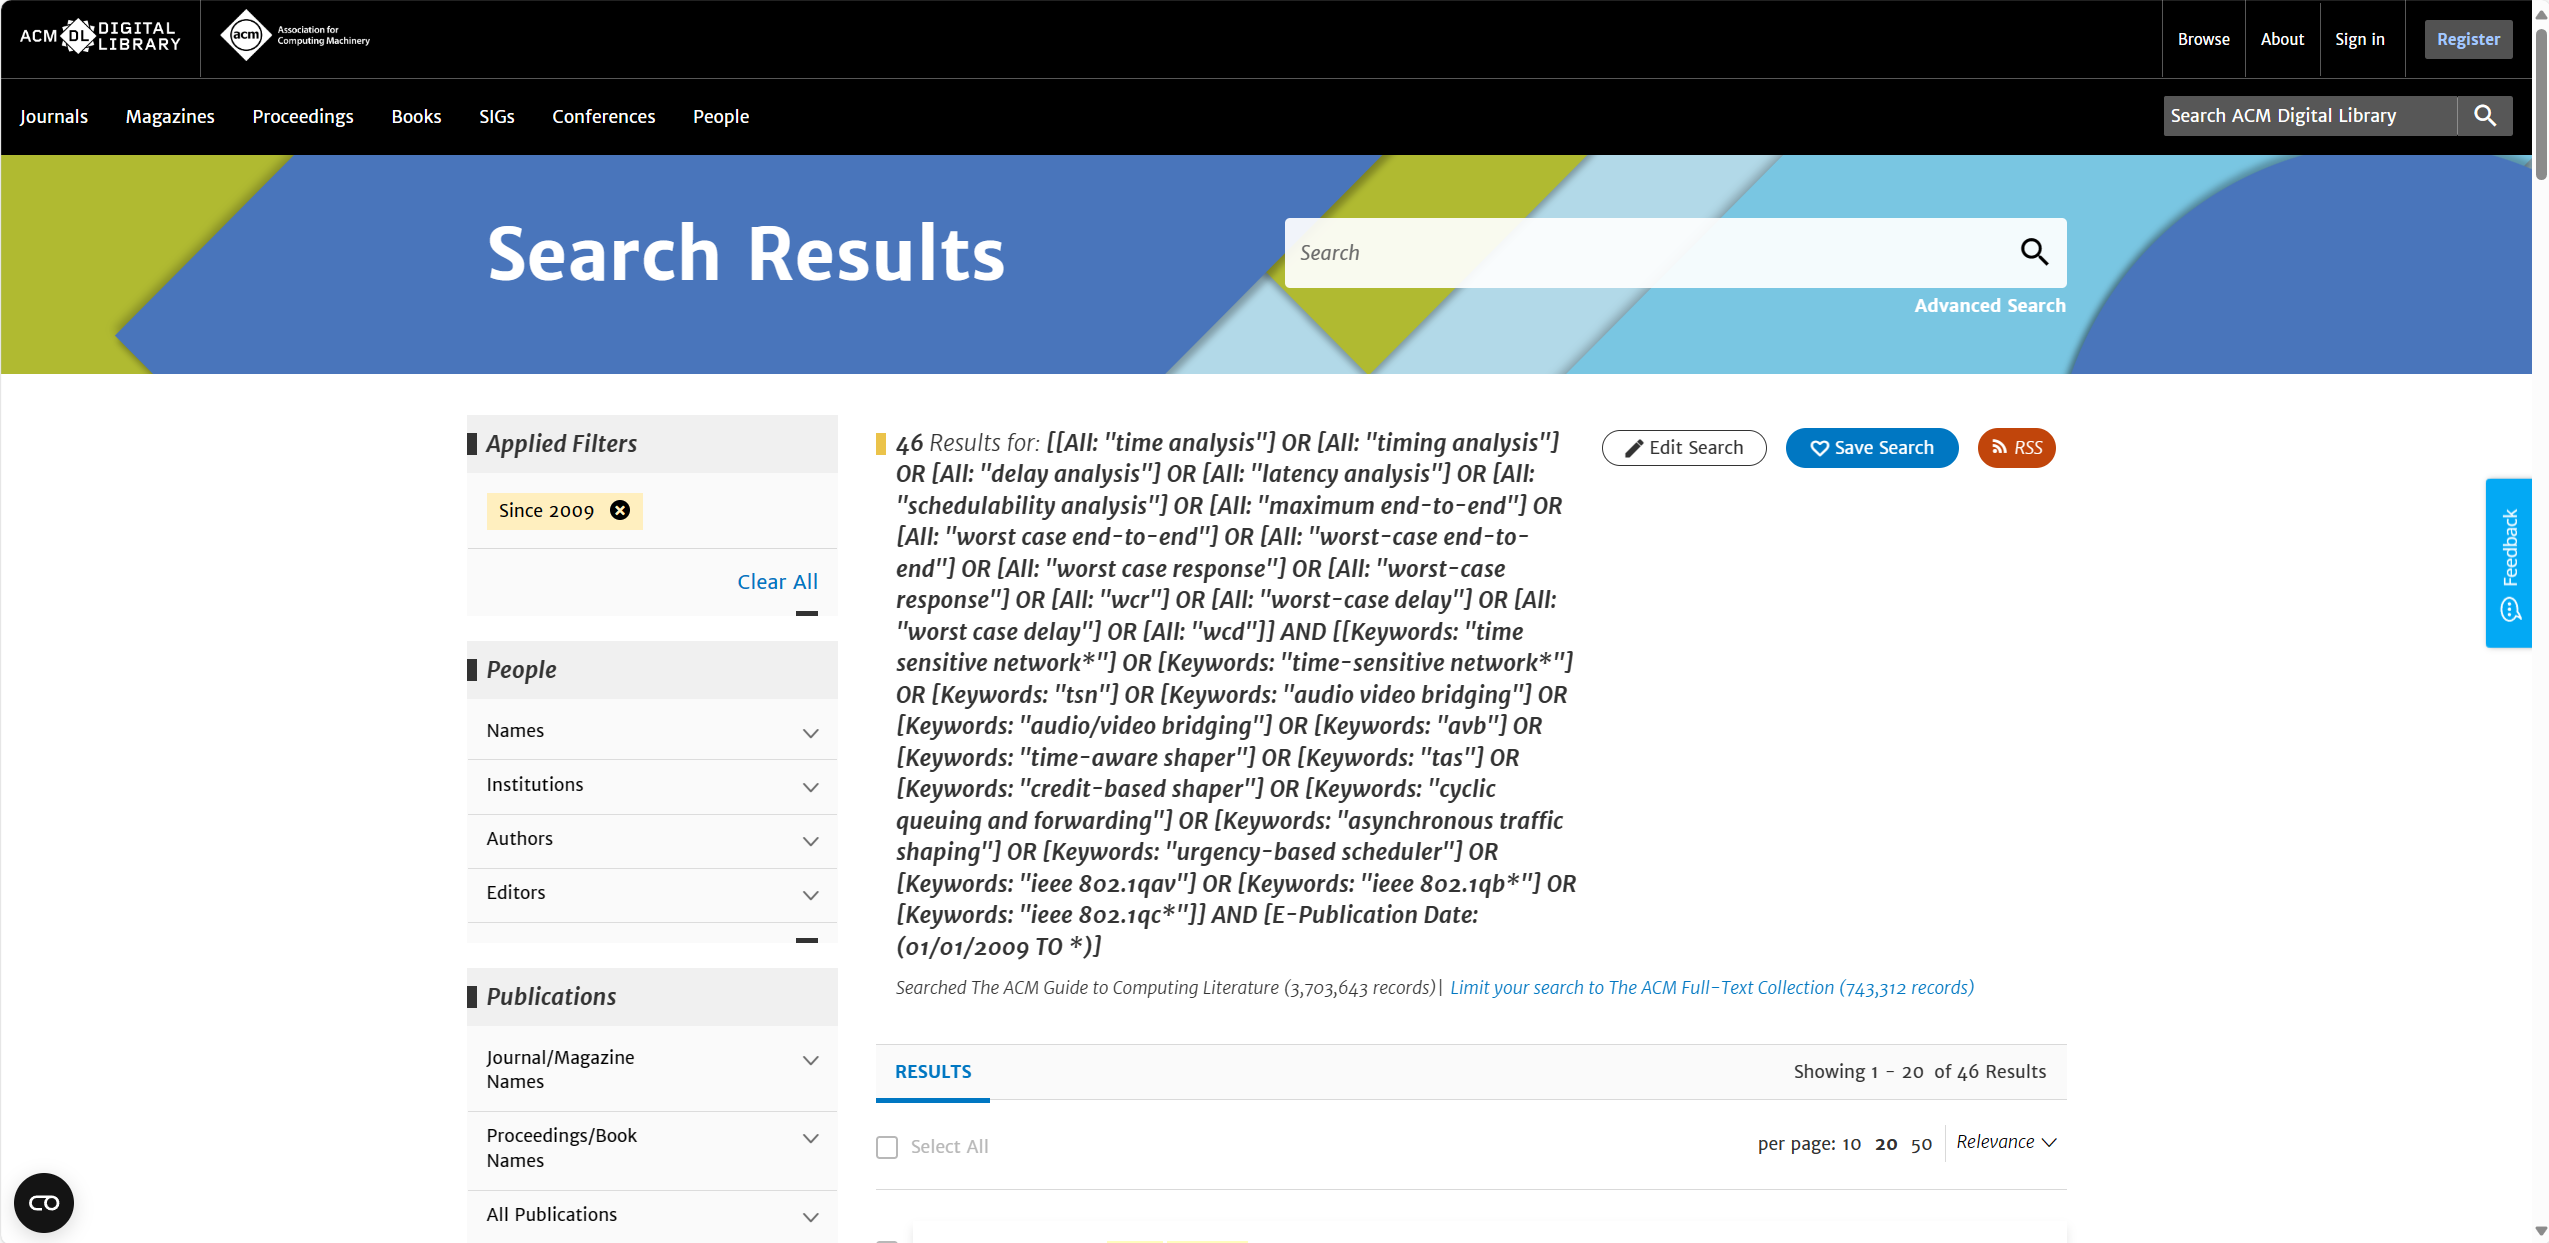 ACM DL DIGITAL LIBRARY
acm Association for Computing Machinery
Browse
About
Sign in
Register
Journals
Magazines
Proceedings
Books
SIGs
Conferences
People
Search ACM Digital Library
Search Results
Search
Advanced Search
Applied Filters
Since 2009
Clear All
People
Names
Institutions
Authors
Editors
Publications
Journal/Magazine
Names
Proceedings/Book
Names
All Publications
46 Results for: [[All: "time analysis"] OR [All: "timing analysis"]
OR [All: "delay analysis"] OR [All: "latency analysis"] OR [All:
"schedulability analysis"] OR [All: "maximum end-to-end"] OR
[All: "worst case end-to-end"] OR [All: "worst-case end-to-
end"] OR [All: "worst case response"] OR [All: "worst-case
response"] OR [All: "wcr"] OR [All: "worst-case delay"] OR [All:
"worst case delay"] OR [All: "wcd"]] AND [[Keywords: "time
sensitive network*"] OR [Keywords: "time-sensitive network*"]
OR [Keywords: "tsn"] OR [Keywords: "audio video bridging"] OR
[Keywords: "audio/video bridging"] OR [Keywords: "avb"] OR
[Keywords: "time-aware shaper"] OR [Keywords: "tas"] OR
[Keywords: "credit-based shaper"] OR [Keywords: "cyclic
queuing and forwarding"] OR [Keywords: "asynchronous traffic
shaping"] OR [Keywords: "urgency-based scheduler"] OR
[Keywords: "ieee 802.1qav"] OR [Keywords: "ieee 802.1qb*"] OR
[Keywords: "ieee 802.1qc*"]] AND [E-Publication Date:
(01/01/2009 TO *)]
Edit Search
Save Search
RSS
Searched The ACM Guide to Computing Literature (3,703,643 records)| Limit your search to The ACM Full-Text Collection (743,312 records)
RESULTS
Showing 1 - 20 of 46 Results
Select All
per page: 10 20 50
Relevance
Feedback